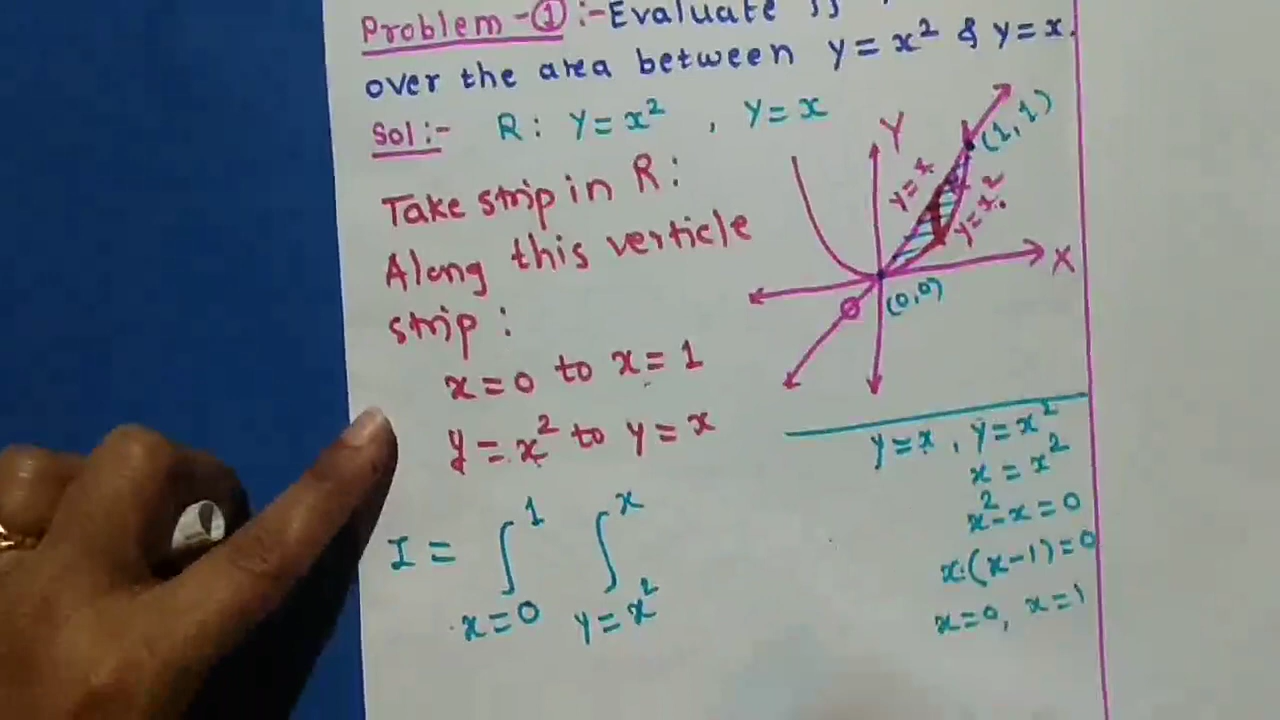 Problem-①:- Evaluate ∬
over the area between y = x² & y = x.
Sol:- R: y = x² , y = x
Take strip in R:
Along this verticle
strip:
x = 0 to x = 1
y = x² to y = x
I = ∫ 1 x=0 ∫ x y=x²
Y
(1,1)
y=x
y=x²
X
(0,0)
y=x , y=x²
x = x²
x²-x=0
x.(x-1)=0
x=0, x=1